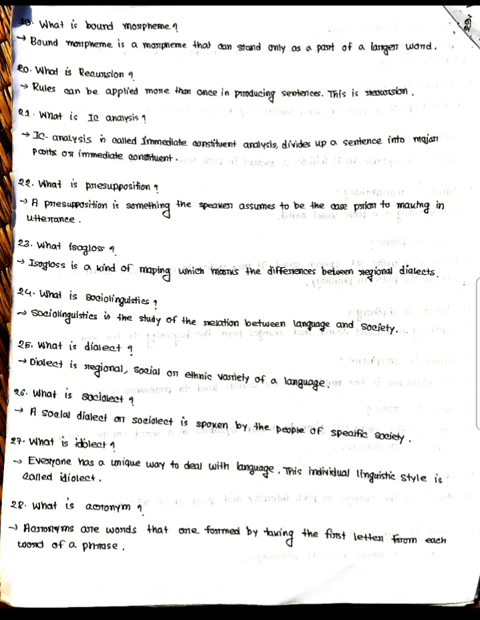 19. What is bound morpheme?
→ Bound morpheme is a morpheme that can stand only as a part of a larger word.
20. What is Recursion?
→ Rules can be applied more than once in producing sentences. This is recursion.
21. What is IC analysis?
→ IC-analysis is called Immediate constituent analysis, divides up a sentence into major
parts or immediate constituent.
22. What is presupposition?
→ A presupposition is something the speaker assumes to be the case prior to making in
utterance.
23. What isogloss?
→ Isogloss is a kind of maping which marks the differences between regional dialects.
24. What is sociolinguistics?
→ Sociolinguistics is the study of the relation between language and society.
25. What is dialect?
→ Dialect is regional, social or ethnic variety of a language.
26. What is sociolect?
→ A social dialect or sociolect is spoken by, the people of specific society.
27. What is idolect?
→ Everyone has a unique way to deal with language. This individual linguistic style is
called idiolect.
28. What is acronym?
→ Acronyms are words that are formed by taking the first letter from each
word of a phrase.